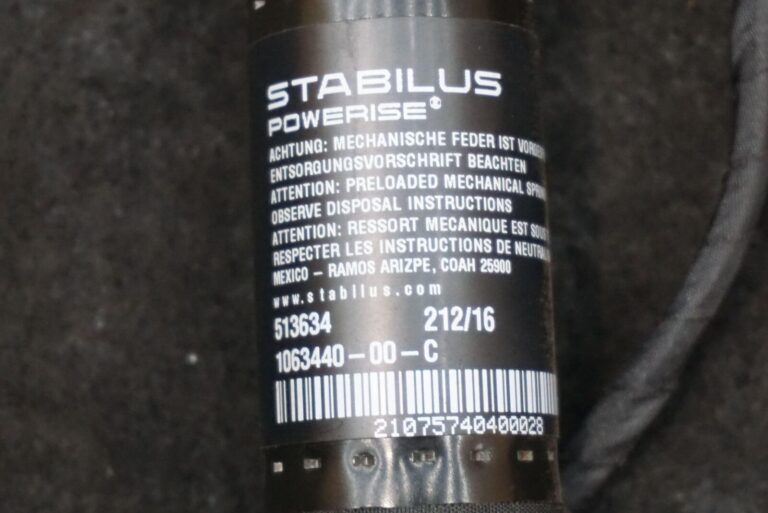 STABILUS
POWERISE®
ACHTUNG: MECHANISCHE FEDER IST
ENTSORGUNGSVORSCHRIFT BEACHTEN
ATTENTION: PRELOADED MECHANICAL
OBSERVE DISPOSAL INSTRUCTIONS
ATTENTION: RESSORT MECANIQUE EST
RESPECTER LES INSTRUCTIONS DE
MEXICO – RAMOS ARIZPE, COAH 25900
www.stabilus.com
513634 212/16
1063440-00-C
21075740400028